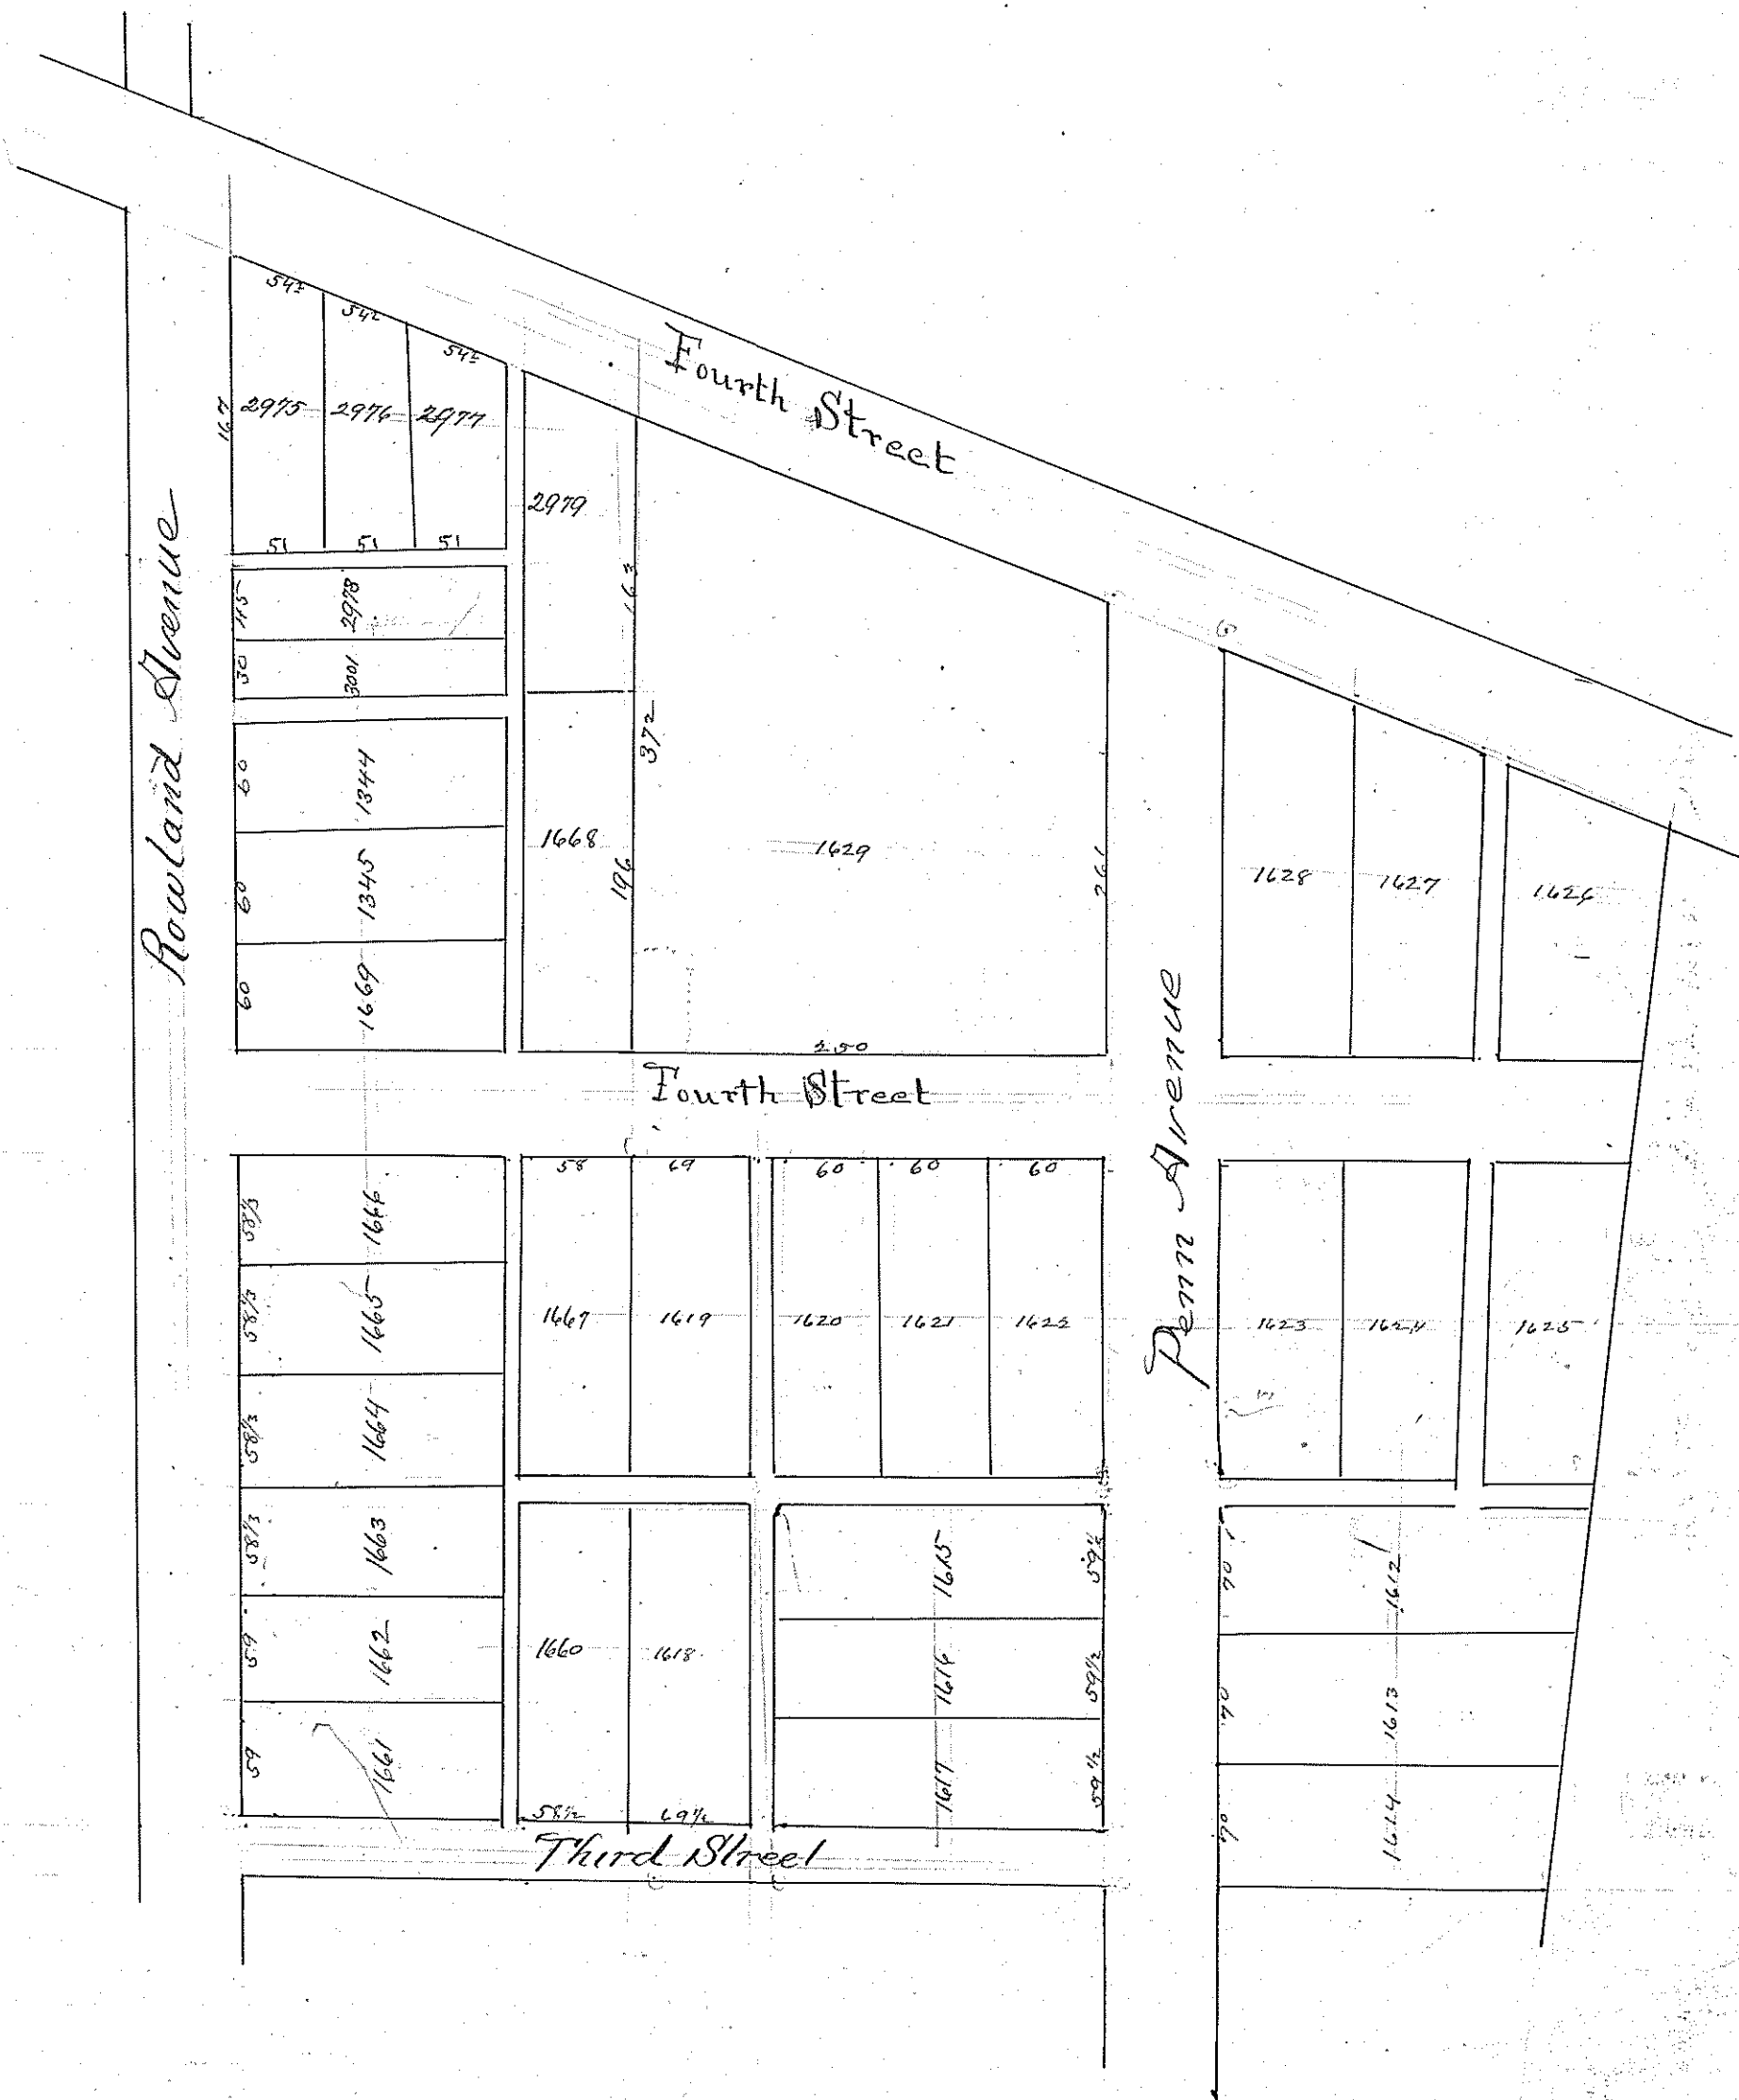 Fourth Street
54½ 54½ 54½
167
2975 2976 2977
51 51 51
2979
163
Rowland Avenue
45 2978
30 3001
60 1344
60 1345
60 1669
1668
196
372
1629
261
250
1628 1627 1626
Fourth Street
Penn Avenue
58 69 60 60 60
58⅓ 1666
58⅓ 1665
58⅓ 1664
58⅓ 1663
59 1662
59 1661
1667 1619 1620 1621 1622
1623 1624 1625
1660 1618
58½ 69½
1615 59½
1616 59½
1617 59½
70 1612
70 1613
70 1614
Third Street